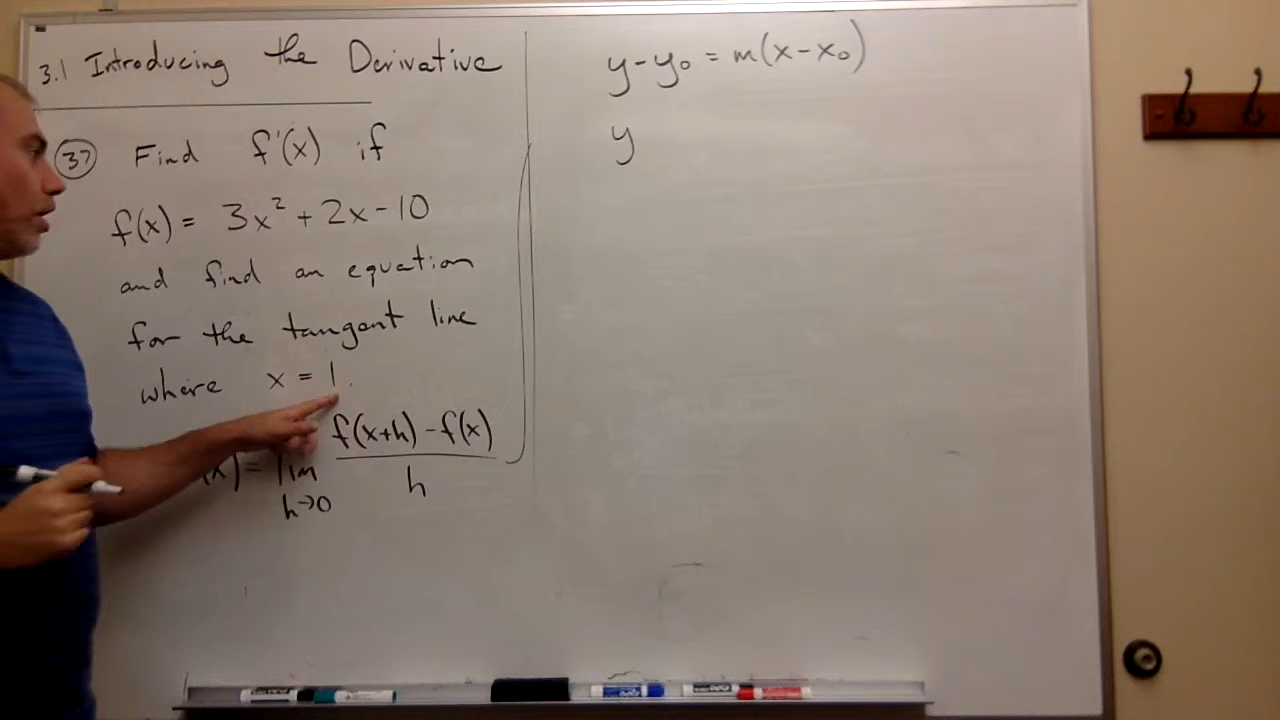 3.1 Introducing the Derivative
37 Find f'(x) if
f(x) = 3x² + 2x - 10
and find an equation
for the tangent line
where x = 1.
(x) = lim h→0 f(x+h) - f(x) / h
y - y₀ = m(x - x₀)
y